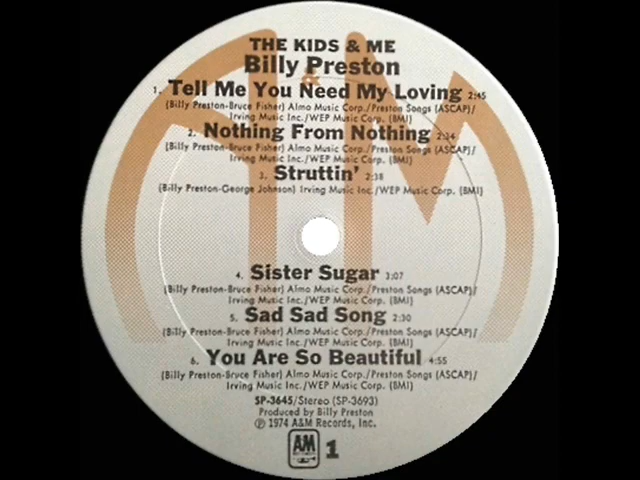 THE KIDS & ME
Billy Preston
1. Tell Me You Need My Loving 2:45
(Billy Preston-Bruce Fisher) Almo Music Corp./Preston Songs (ASCAP)/
Irving Music Inc./WEP Music Corp. (BMI)
2. Nothing From Nothing 2:34
(Billy Preston-Bruce Fisher) Almo Music Corp./Preston Songs (ASCAP)/
Irving Music Inc./WEP Music Corp. (BMI)
3. Struttin' 2:38
(Billy Preston-George Johnson) Irving Music Inc./WEP Music Corp. (BMI)
4. Sister Sugar 3:07
(Billy Preston-Bruce Fisher) Almo Music Corp./Preston Songs (ASCAP)/
Irving Music Inc./WEP Music Corp. (BMI)
5. Sad Sad Song 2:30
(Billy Preston-Bruce Fisher) Almo Music Corp./Preston Songs (ASCAP)/
Irving Music Inc./WEP Music Corp. (BMI)
6. You Are So Beautiful 4:55
(Billy Preston-Bruce Fisher) Almo Music Corp./Preston Songs (ASCAP)/
Irving Music Inc./WEP Music Corp. (BMI)
SP-3645/Stereo (SP-3693)
Produced by Billy Preston
℗ 1974 A&M Records, Inc.
AM 1